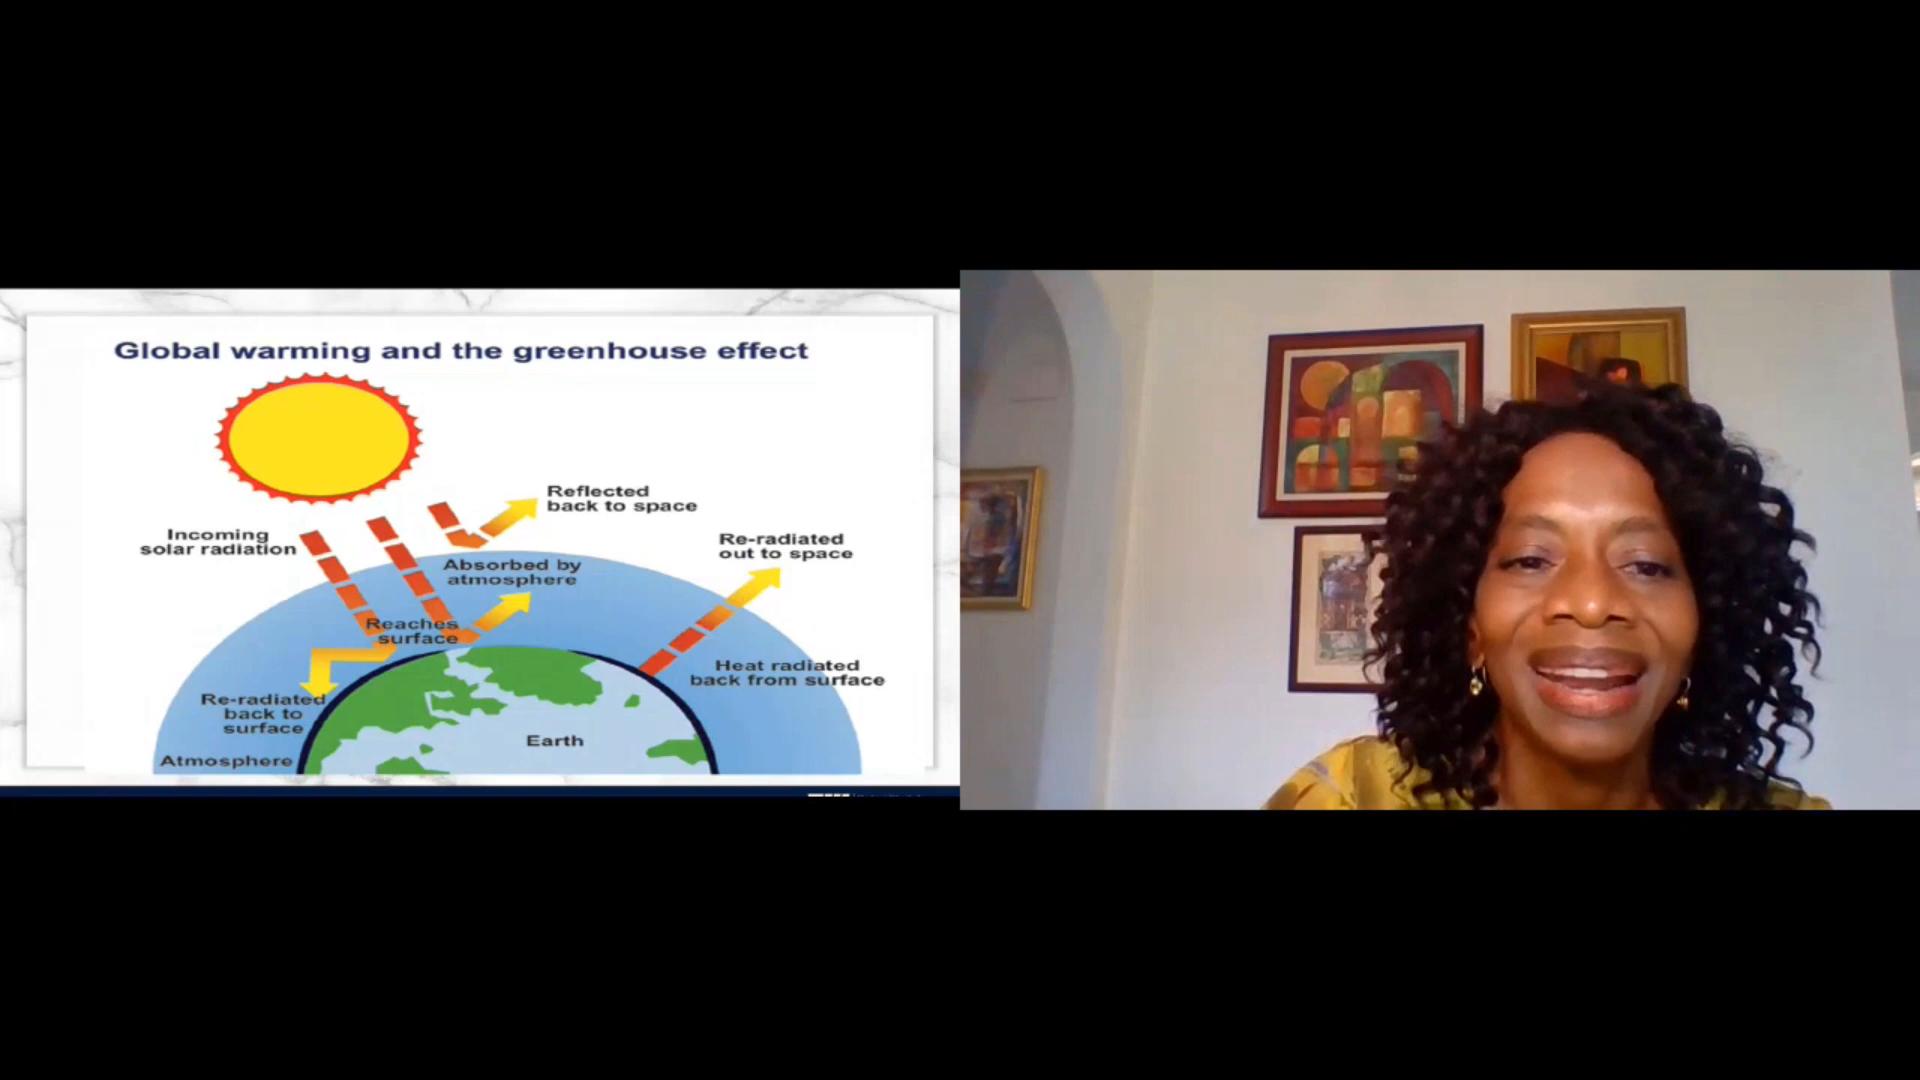 Global warming and the greenhouse effect
Reflected
back to space
Incoming
solar radiation
Re-radiated
out to space
Absorbed by
atmosphere
Reaches
surface
Heat radiated
back from surface
Re-radiated
back to
surface
Earth
Atmosphere